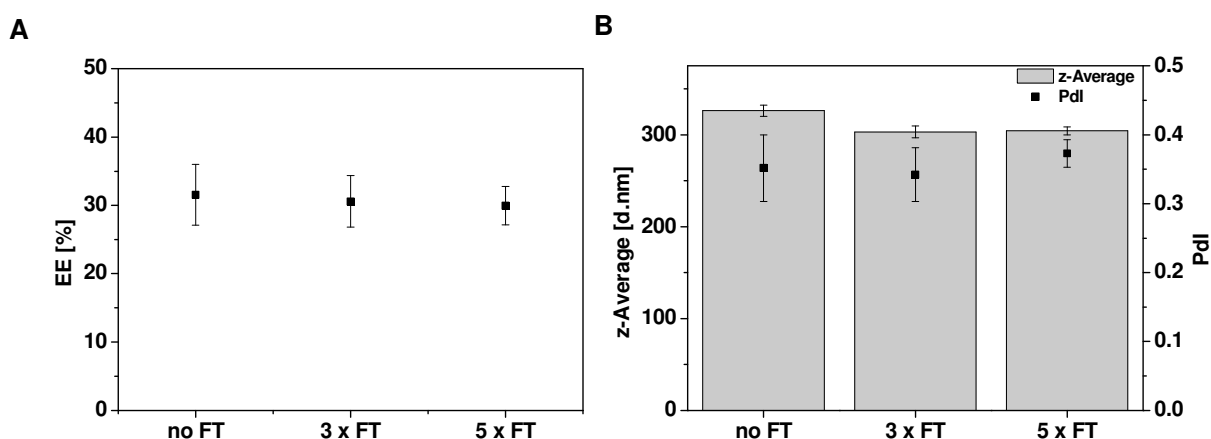 A
EE [%]
50
40
30
20
10
0
no FT
3 x FT
5 x FT
B
z-Average [d.nm]
300
200
100
0
z-Average
PdI
0.5
0.4
0.3
0.2
0.1
0.0
PdI
no FT
3 x FT
5 x FT